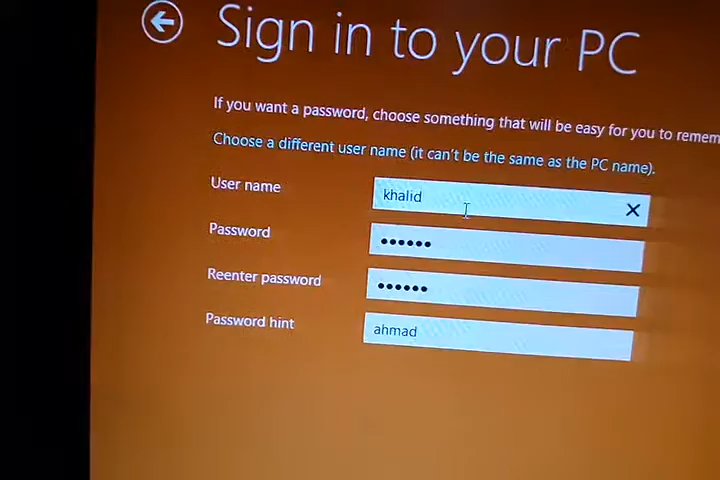 Sign in to your PC
If you want a password, choose something that will be easy for you to remem
Choose a different user name (it can't be the same as the PC name).
User name
khalid
Password
••••••
Reenter password
••••••
Password hint
ahmad